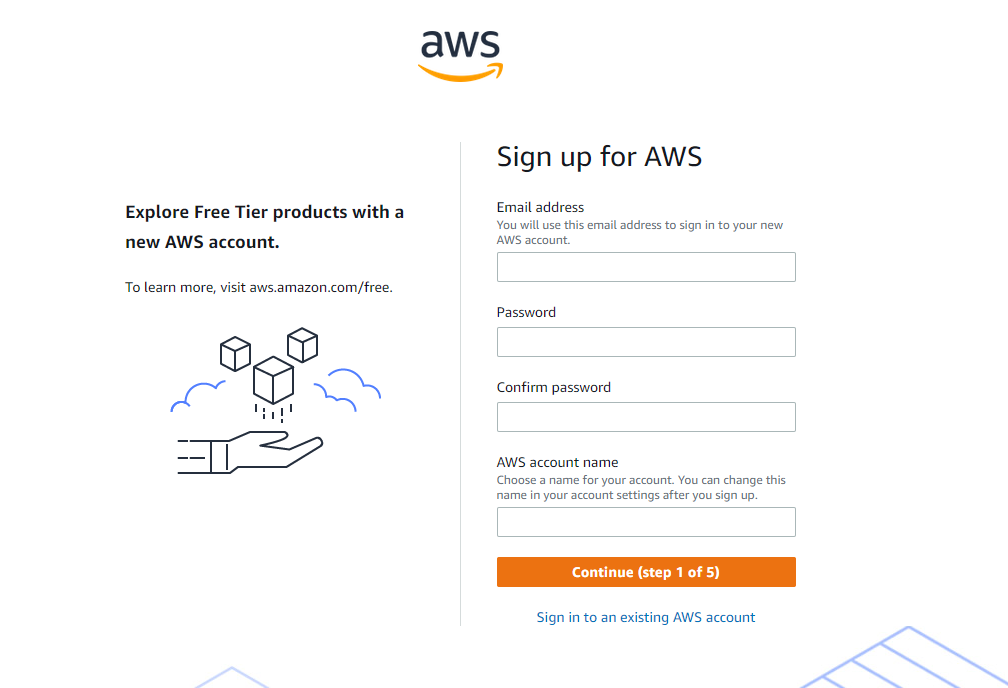 aws
Explore Free Tier products with a
new AWS account.
To learn more, visit aws.amazon.com/free.
Sign up for AWS
Email address
You will use this email address to sign in to your new
AWS account.
Password
Confirm password
AWS account name
Choose a name for your account. You can change this
name in your account settings after you sign up.
Continue (step 1 of 5)
Sign in to an existing AWS account